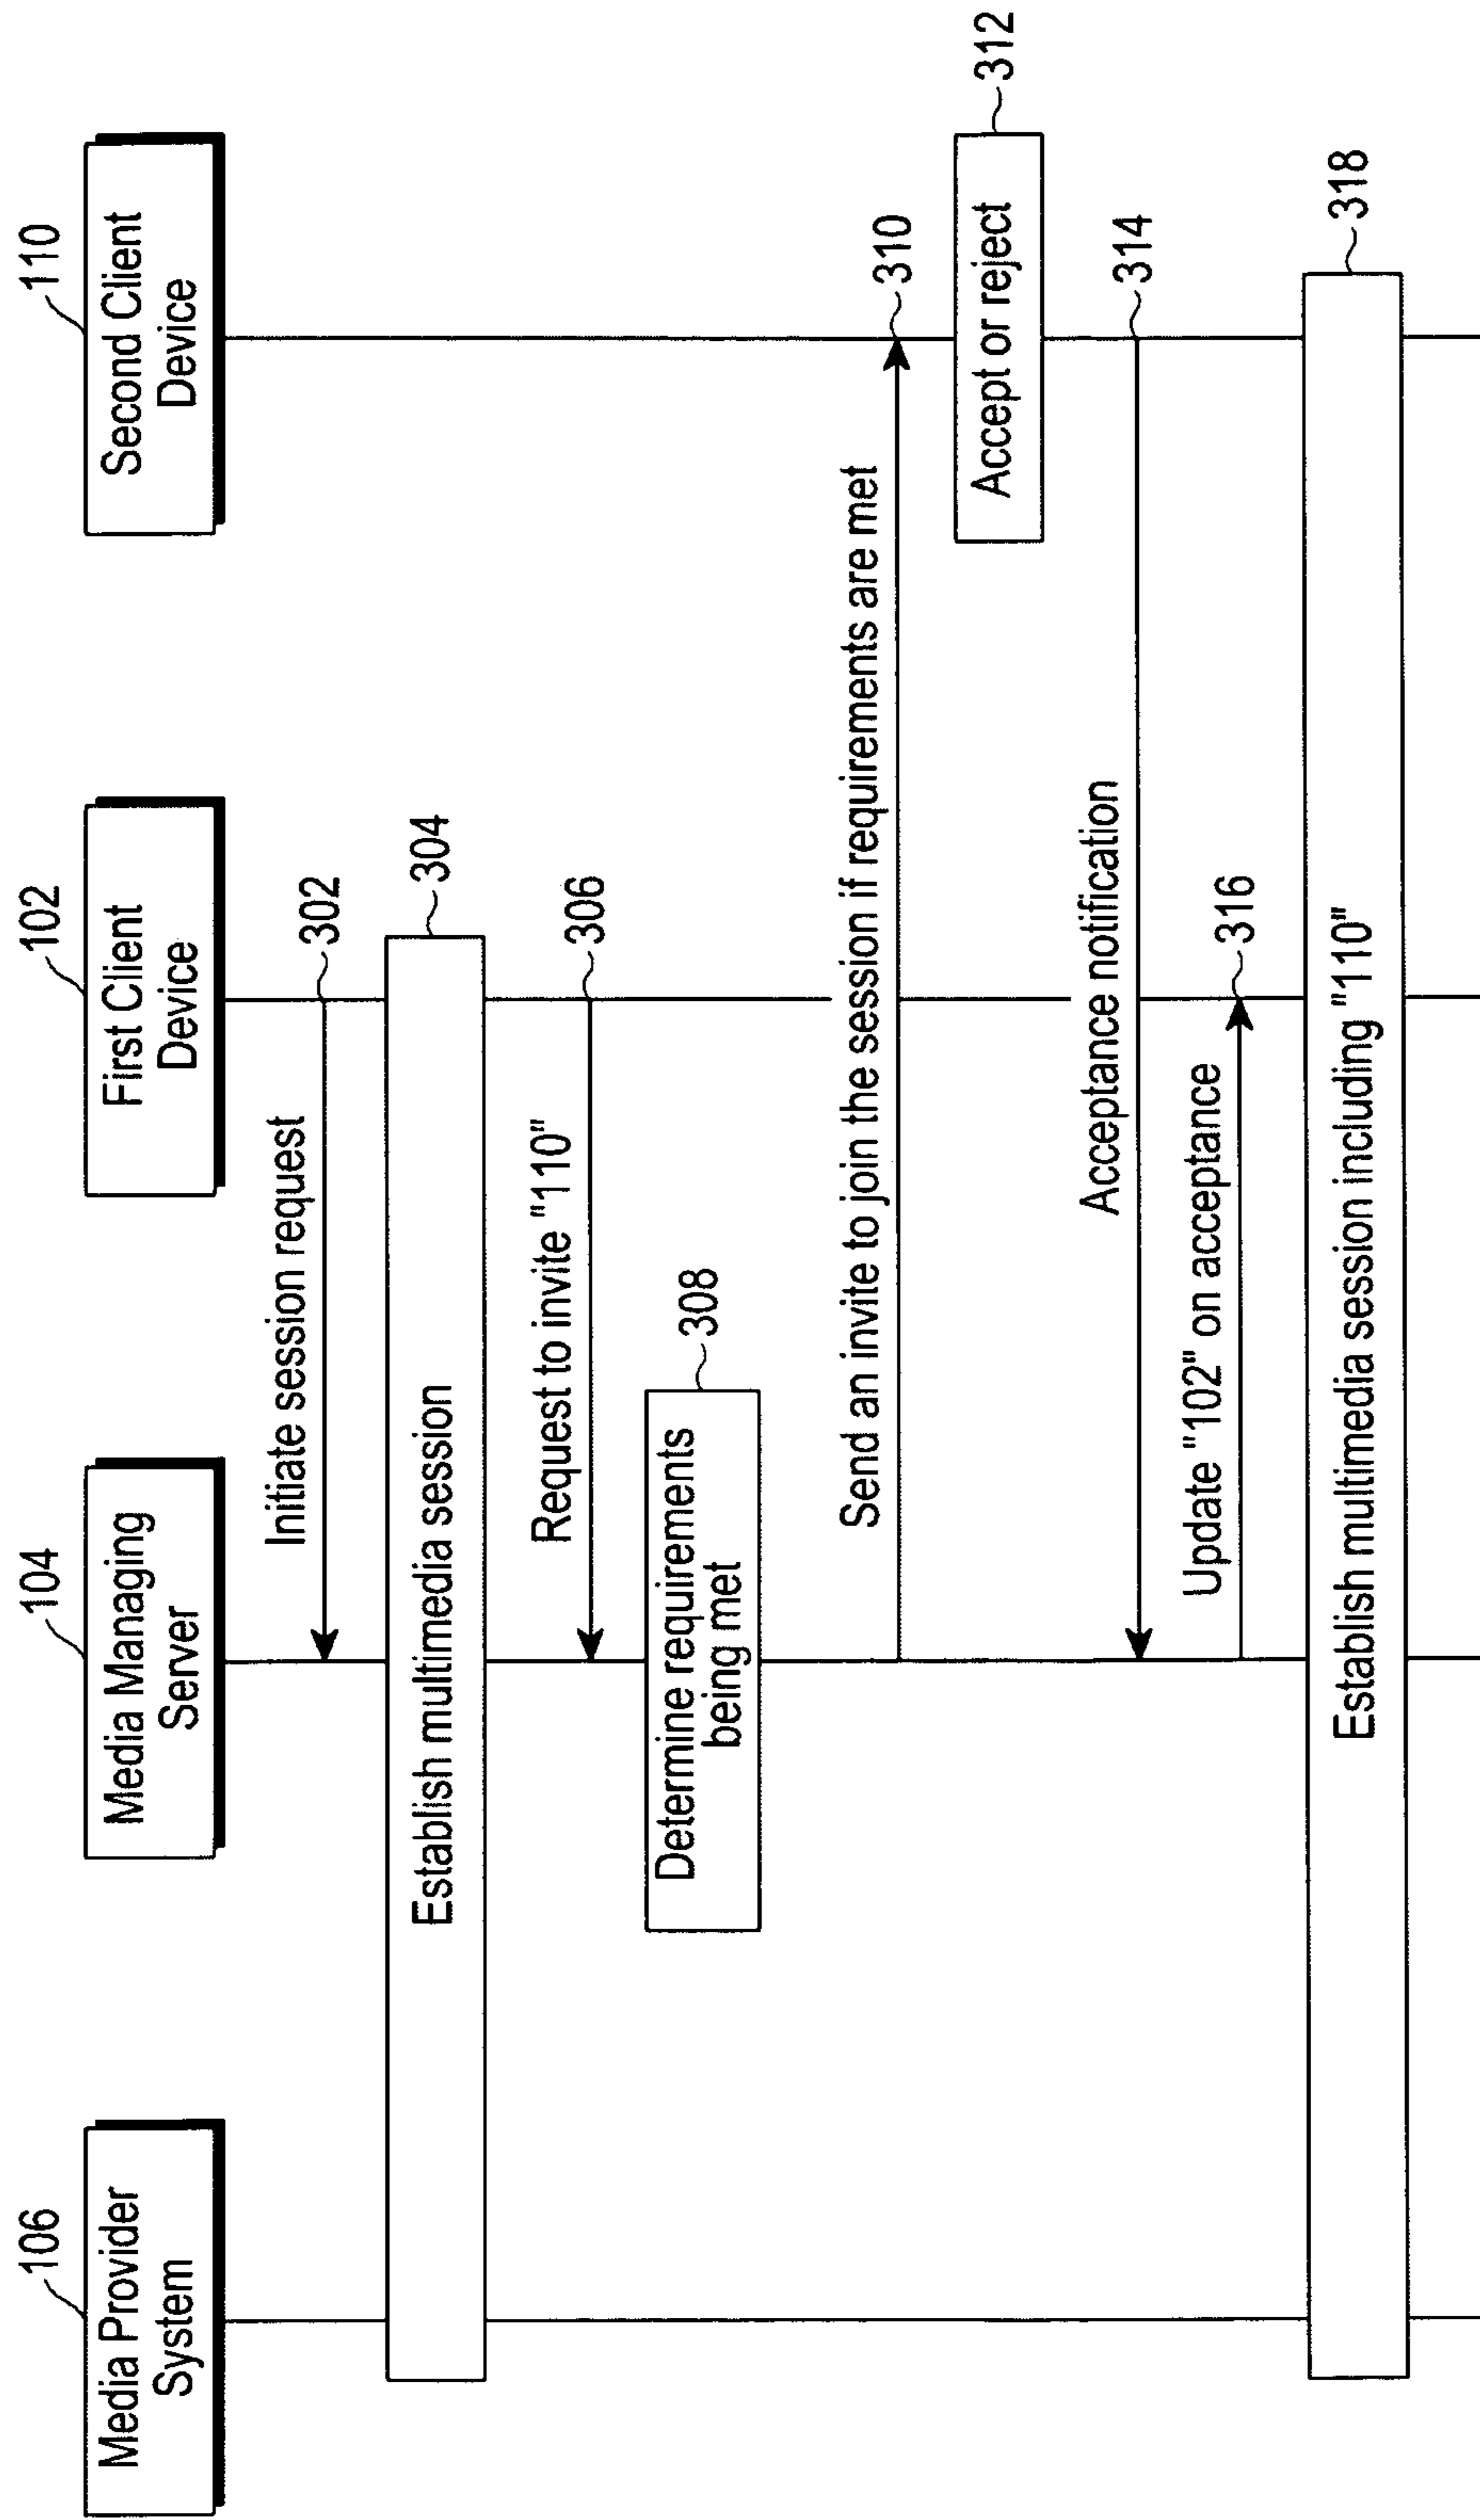 106
Media Provider
System
104
Media Managing
Server
102
First Client
Device
110
Second Client
Device
Initiate session request
302
Establish multimedia session
304
Request to invite "110"
306
Determine requirements
being met
308
Send an invite to join the session if requirements are met
310
Accept or reject
312
Acceptance notification
314
Update "102" on acceptance
316
Establish multimedia session including "110"
318